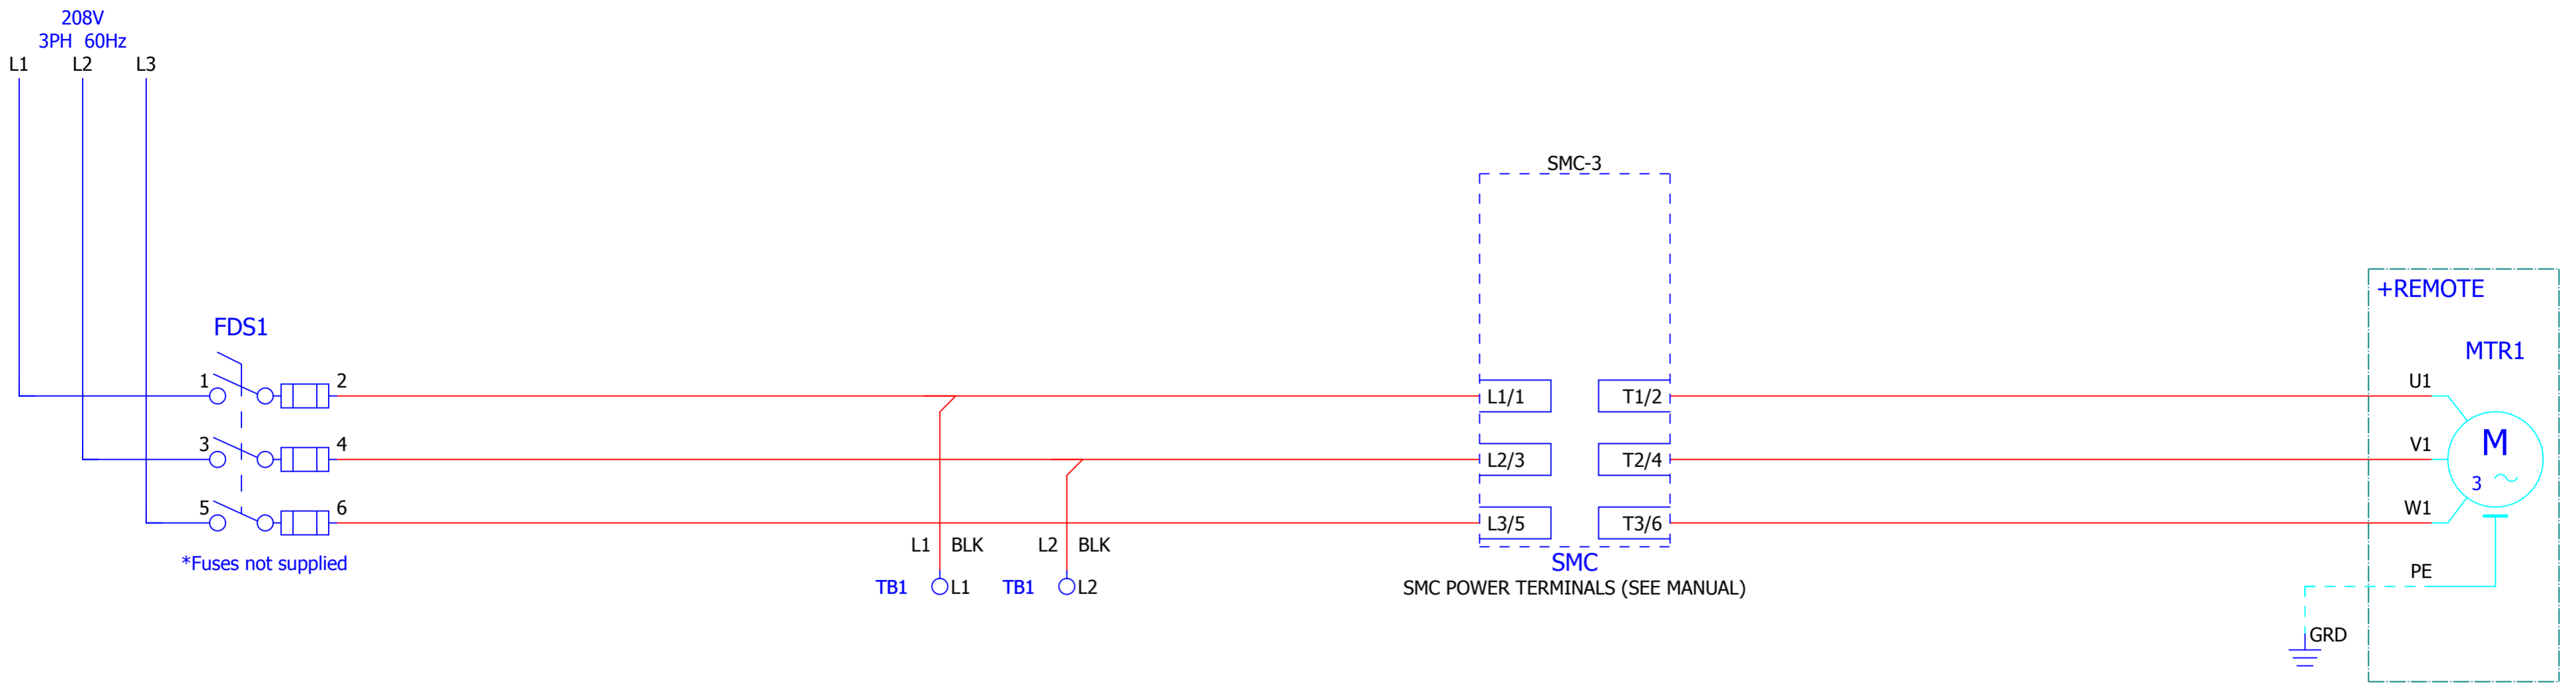 208V
3PH 60Hz
L1 L2 L3
SMC-3
+REMOTE
FDS1
MTR1
1 2 L1/1 T1/2 U1
3 4 L2/3 T2/4 V1 M
3
5 6 L3/5 T3/6 W1
L1 BLK L2 BLK
*Fuses not supplied SMC
PE
TB1 L1 TB1 L2 SMC POWER TERMINALS (SEE MANUAL)
GRD